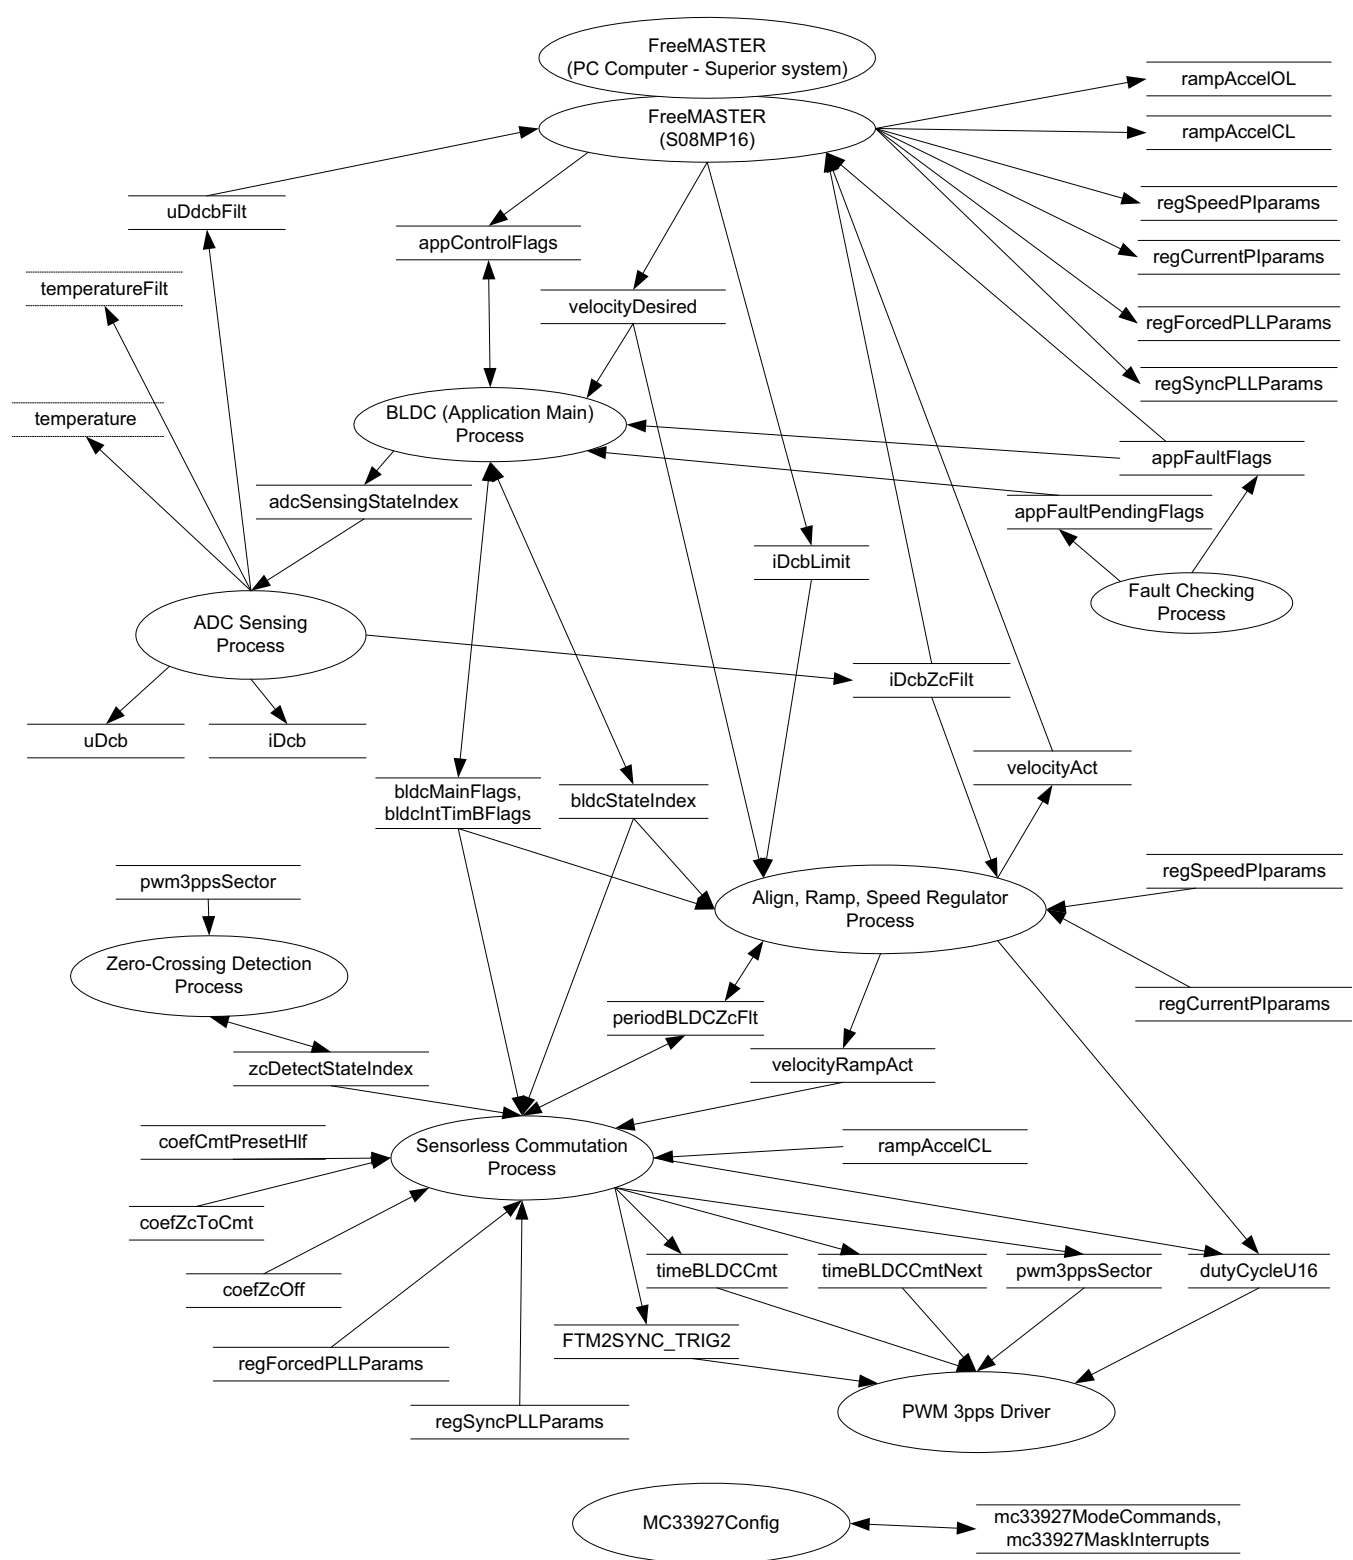 FreeMASTER
(PC Computer - Superior system)
FreeMASTER
(S08MP16)
rampAccelOL
rampAccelCL
uDdcbFilt
regSpeedPIparams
appControlFlags
regCurrentPIparams
temperatureFilt
velocityDesired
regForcedPLLParams
regSyncPLLParams
temperature
BLDC (Application Main)
Process
appFaultFlags
adcSensingStateIndex
appFaultPendingFlags
iDcbLimit
Fault Checking
Process
ADC Sensing
Process
iDcbZcFilt
uDcb
iDcb
velocityAct
bldcMainFlags,
bldcIntTimBFlags
bldcStateIndex
pwm3ppsSector
regSpeedPIparams
Align, Ramp, Speed Regulator
Process
Zero-Crossing Detection
Process
regCurrentPIparams
periodBLDCZcFlt
zcDetectStateIndex
velocityRampAct
coefCmtPresetHlf
Sensorless Commutation
Process
rampAccelCL
coefZcToCmt
coefZcOff
timeBLDCCmt
timeBLDCCmtNext
pwm3ppsSector
dutyCycleU16
FTM2SYNC_TRIG2
regForcedPLLParams
regSyncPLLParams
PWM 3pps Driver
MC33927Config
mc33927ModeCommands,
mc33927MaskInterrupts